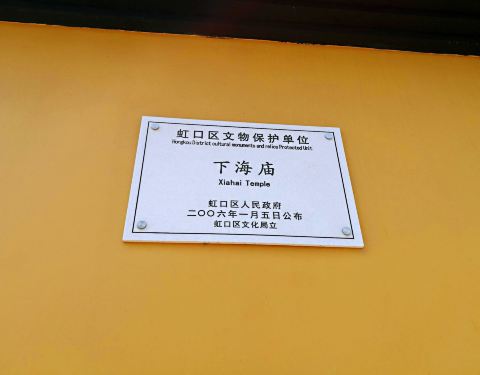 虹口区文物保护单位
Hongkou District cultural monuments and relics Protected Unit
下海庙
Xiahai Temple
虹口区人民政府
二〇〇六年一月五日公布
虹口区文化局立